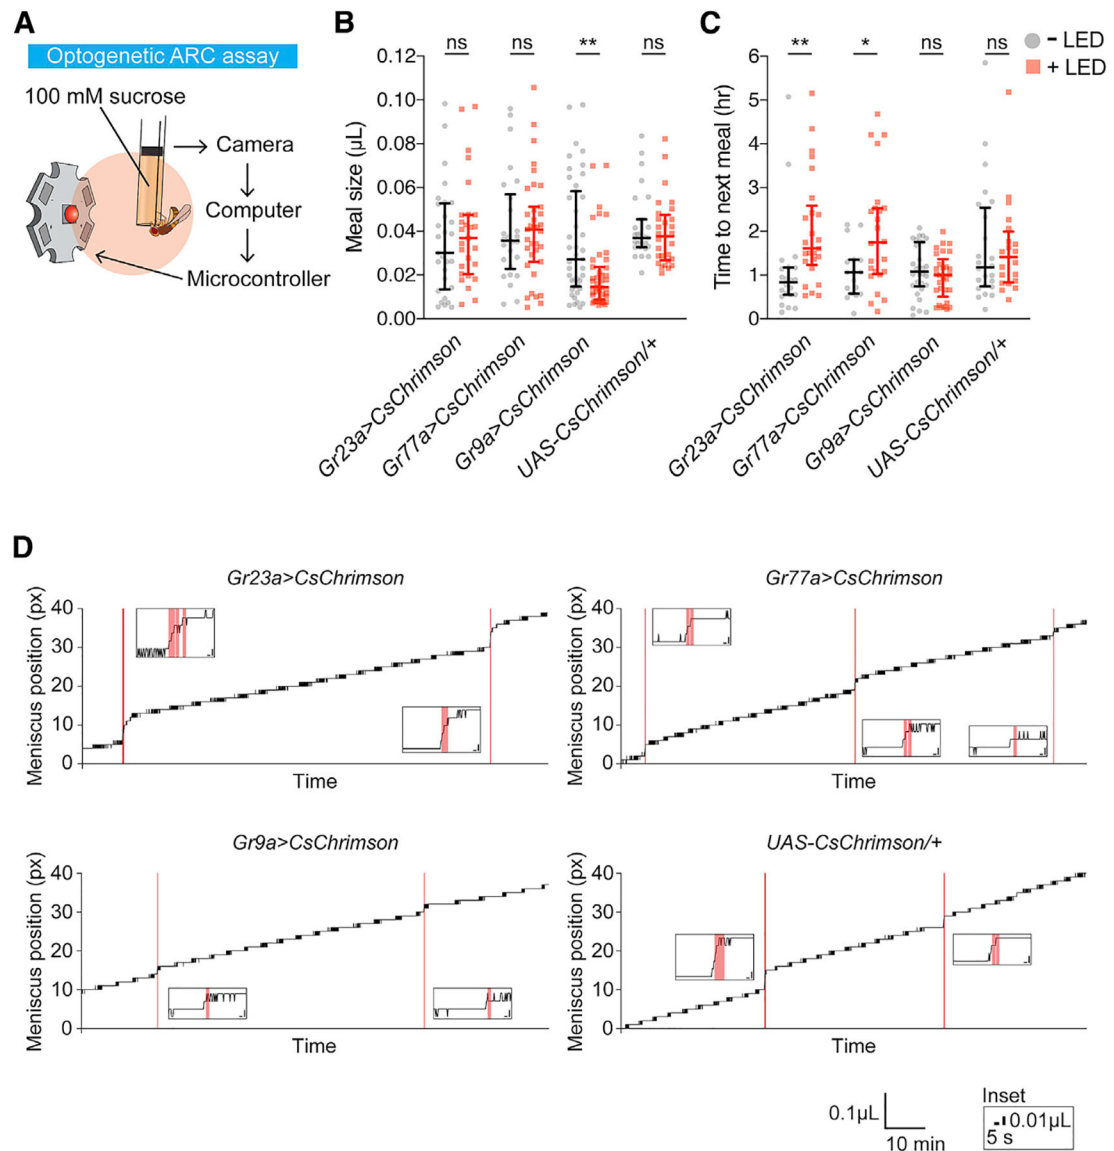 A
Optogenetic ARC assay
100 mM sucrose
Camera
Computer
Microcontroller
B
ns ns ** ns
Meal size (µL)
0.12
0.10
0.08
0.06
0.04
0.02
0.00
Gr23a>CsChrimson
Gr77a>CsChrimson
Gr9a>CsChrimson
UAS-CsChrimson/+
C
** * ns ns
- LED
+ LED
Time to next meal (hr)
6
5
4
3
2
1
0
Gr23a>CsChrimson
Gr77a>CsChrimson
Gr9a>CsChrimson
UAS-CsChrimson/+
D
Gr23a>CsChrimson
Meniscus position (px)
40
30
20
10
0
Time
Gr77a>CsChrimson
Meniscus position (px)
40
30
20
10
0
Time
Gr9a>CsChrimson
Meniscus position (px)
40
30
20
10
0
Time
UAS-CsChrimson/+
Meniscus position (px)
40
30
20
10
0
Time
0.1µL
10 min
Inset
0.01µL
5 s